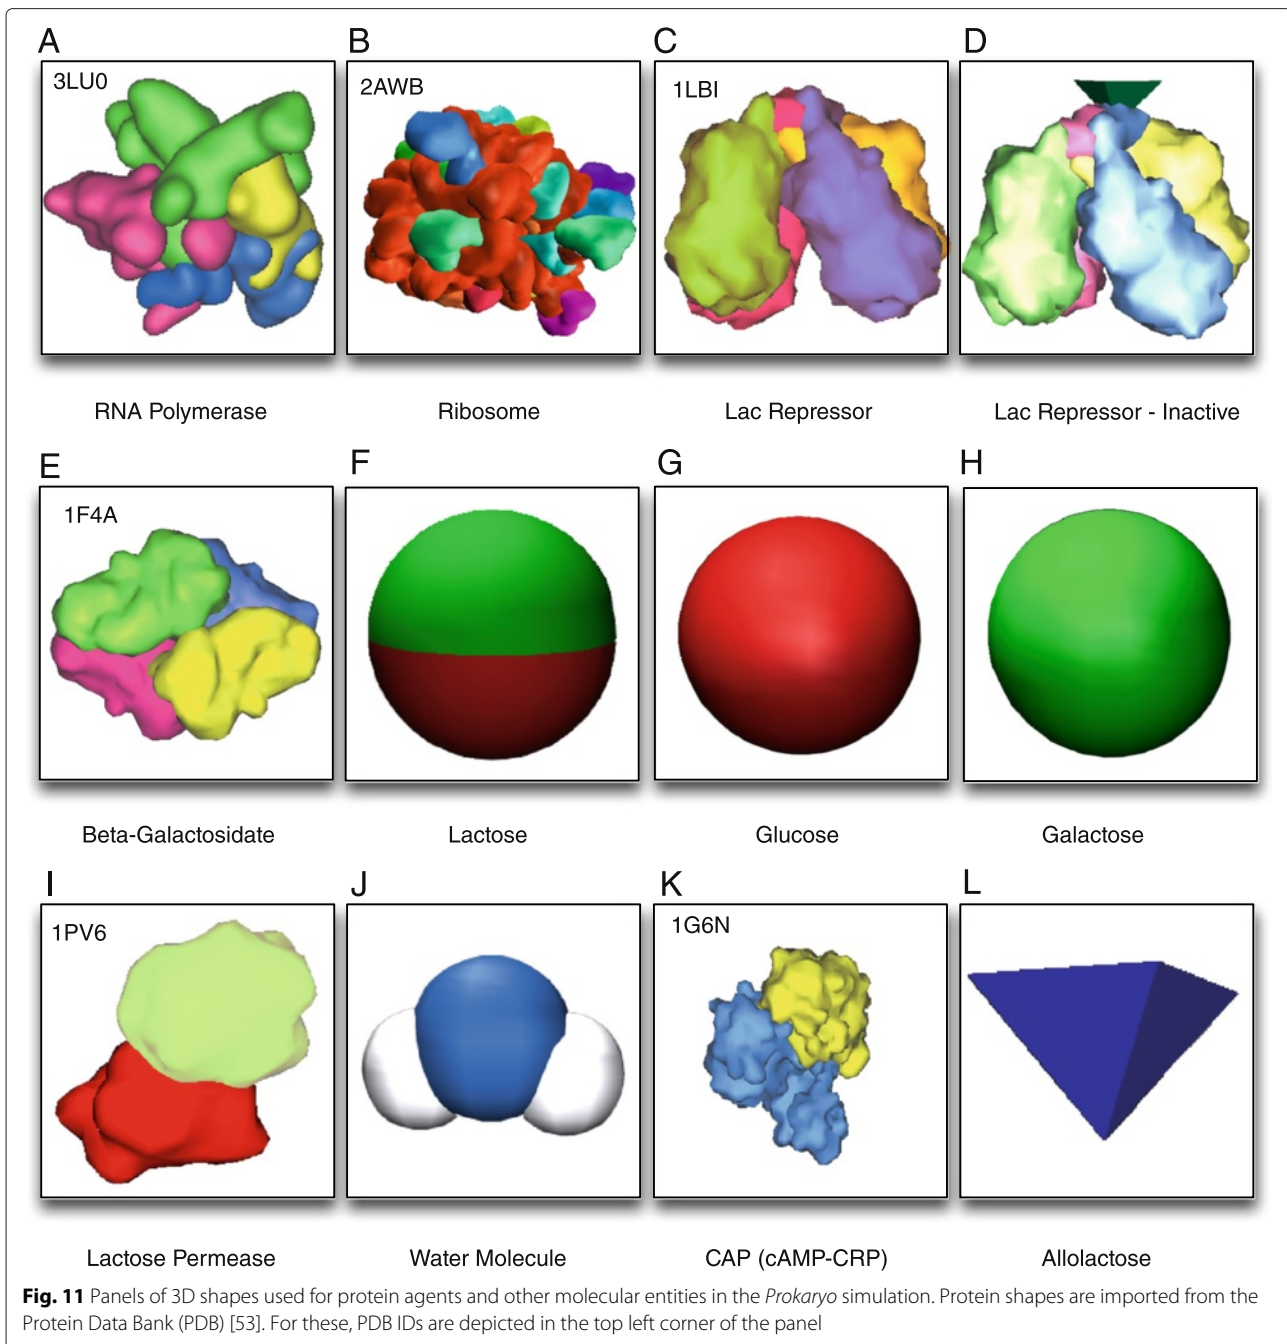 A B C D
3LU0 2AWB 1LBI
RNA Polymerase Ribosome Lac Repressor Lac Repressor - Inactive
E F G H
1F4A
Beta-Galactosidate Lactose Glucose Galactose
I J K L
1PV6 1G6N
Lactose Permease Water Molecule CAP (cAMP-CRP) Allolactose
Fig. 11 Panels of 3D shapes used for protein agents and other molecular entities in the Prokaryo simulation. Protein shapes are imported from the
Protein Data Bank (PDB) [53]. For these, PDB IDs are depicted in the top left corner of the panel